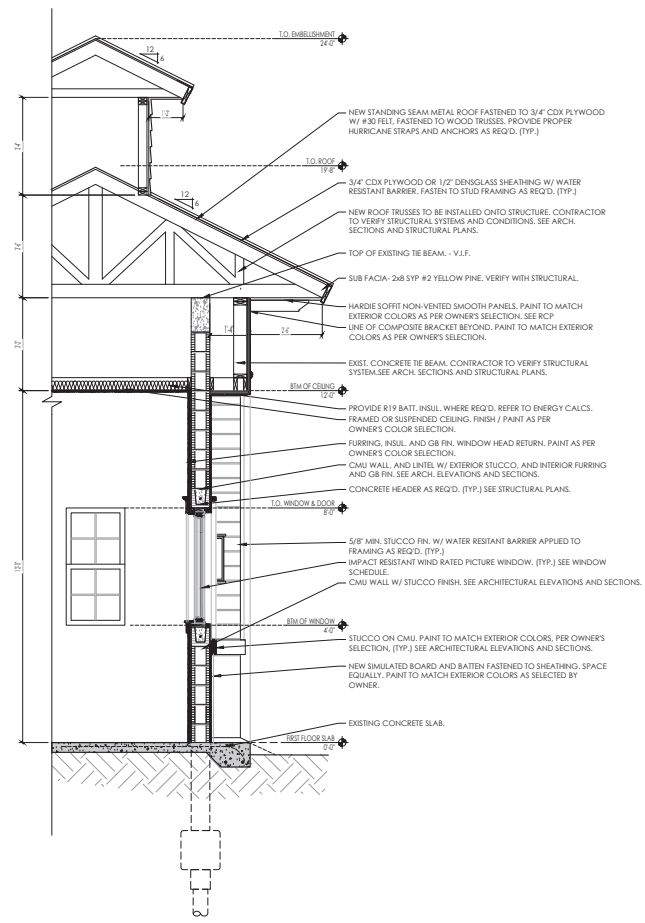 T.O. EMBELLISHMENT
24'-0"
12
6
1'-2"
NEW STANDING SEAM METAL ROOF FASTENED TO 3/4" CDX PLYWOOD
W/ #30 FELT, FASTENED TO WOOD TRUSSES. PROVIDE PROPER
HURRICANE STRAPS AND ANCHORS AS REQ'D. (TYP.)
T.O. ROOF
19'-8"
3/4" CDX PLYWOOD OR 1/2" DENSGLASS SHEATHING W/ WATER
RESISTANT BARRIER. FASTEN TO STUD FRAMING AS REQ'D. (TYP.)
12
6
NEW ROOF TRUSSES TO BE INSTALLED ONTO STRUCTURE. CONTRACTOR
TO VERIFY STRUCTURAL SYSTEMS AND CONDITIONS. SEE ARCH.
SECTIONS AND STRUCTURAL PLANS.
TOP OF EXISTING TIE BEAM. - V.I.F.
SUB FACIA- 2x8 SYP #2 YELLOW PINE. VERIFY WITH STRUCTURAL.
HARDIE SOFFIT NON-VENTED SMOOTH PANELS. PAINT TO MATCH
EXTERIOR COLORS AS PER OWNER'S SELECTION. SEE RCP
LINE OF COMPOSITE BRACKET BEYOND. PAINT TO MATCH EXTERIOR
COLORS AS PER OWNER'S SELECTION.
1'-4"
2'-6"
EXIST. CONCRETE TIE BEAM. CONTRACTOR TO VERIFY STRUCTURAL
SYSTEM.SEE ARCH. SECTIONS AND STRUCTURAL PLANS.
BTM OF CEILING
12'-0"
PROVIDE R19 BATT. INSUL. WHERE REQ'D. REFER TO ENERGY CALCS.
FRAMED OR SUSPENDED CEILING. FINISH / PAINT AS PER
OWNER'S COLOR SELECTION.
FURRING, INSUL. AND GB FIN. WINDOW HEAD RETURN. PAINT AS PER
OWNER'S COLOR SELECTION.
CMU WALL, AND LINTEL W/ EXTERIOR STUCCO, AND INTERIOR FURRING
AND GB FIN. SEE ARCH. ELEVATIONS AND SECTIONS.
CONCRETE HEADER AS REQ'D. (TYP.) SEE STRUCTURAL PLANS.
T.O. WINDOW & DOOR
8'-0"
5/8" MIN. STUCCO FIN. W/ WATER RESITANT BARRIER APPLIED TO
FRAMING AS REQ'D. (TYP.)
IMPACT RESISTANT WIND RATED PICTURE WINDOW. (TYP.) SEE WINDOW
SCHEDULE.
CMU WALL W/ STUCCO FINISH. SEE ARCHITECTURAL ELEVATIONS AND SECTIONS.
BTM OF WINDOW
4'-0"
STUCCO ON CMU. PAINT TO MATCH EXTERIOR COLORS, PER OWNER'S
SELECTION, (TYP.) SEE ARCHITECTURAL ELEVATIONS AND SECTIONS.
NEW SIMULATED BOARD AND BATTEN FASTENED TO SHEATHING. SPACE
EQUALLY. PAINT TO MATCH EXTERIOR COLORS AS SELECTED BY
OWNER.
EXISTING CONCRETE SLAB.
FIRST FLOOR SLAB
0'-0"